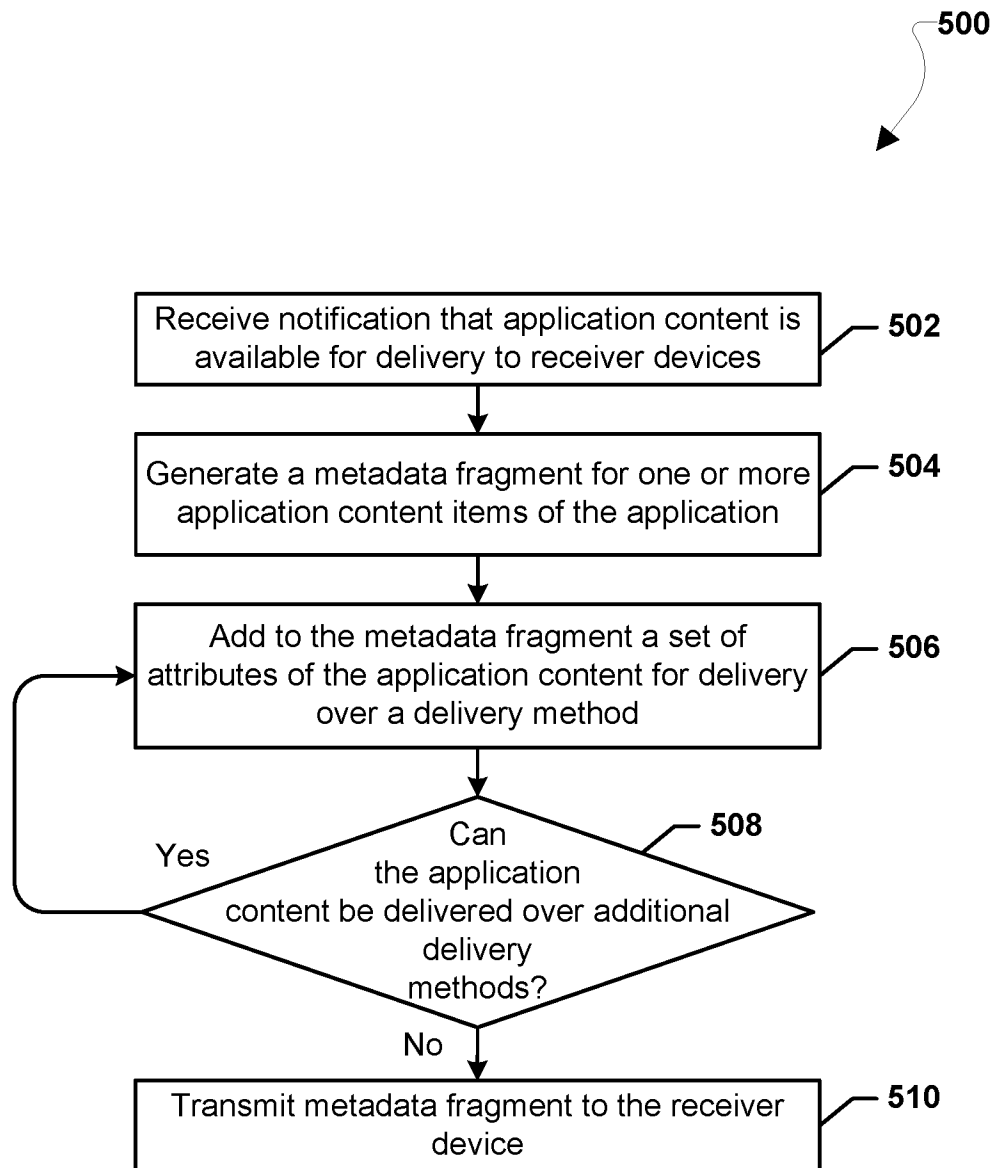 500
Receive notification that application content is
available for delivery to receiver devices
502
Generate a metadata fragment for one or more
application content items of the application
504
Add to the metadata fragment a set of
attributes of the application content for delivery
over a delivery method
506
Can
the application
content be delivered over additional
delivery
methods?
508
Yes
No
Transmit metadata fragment to the receiver
device
510